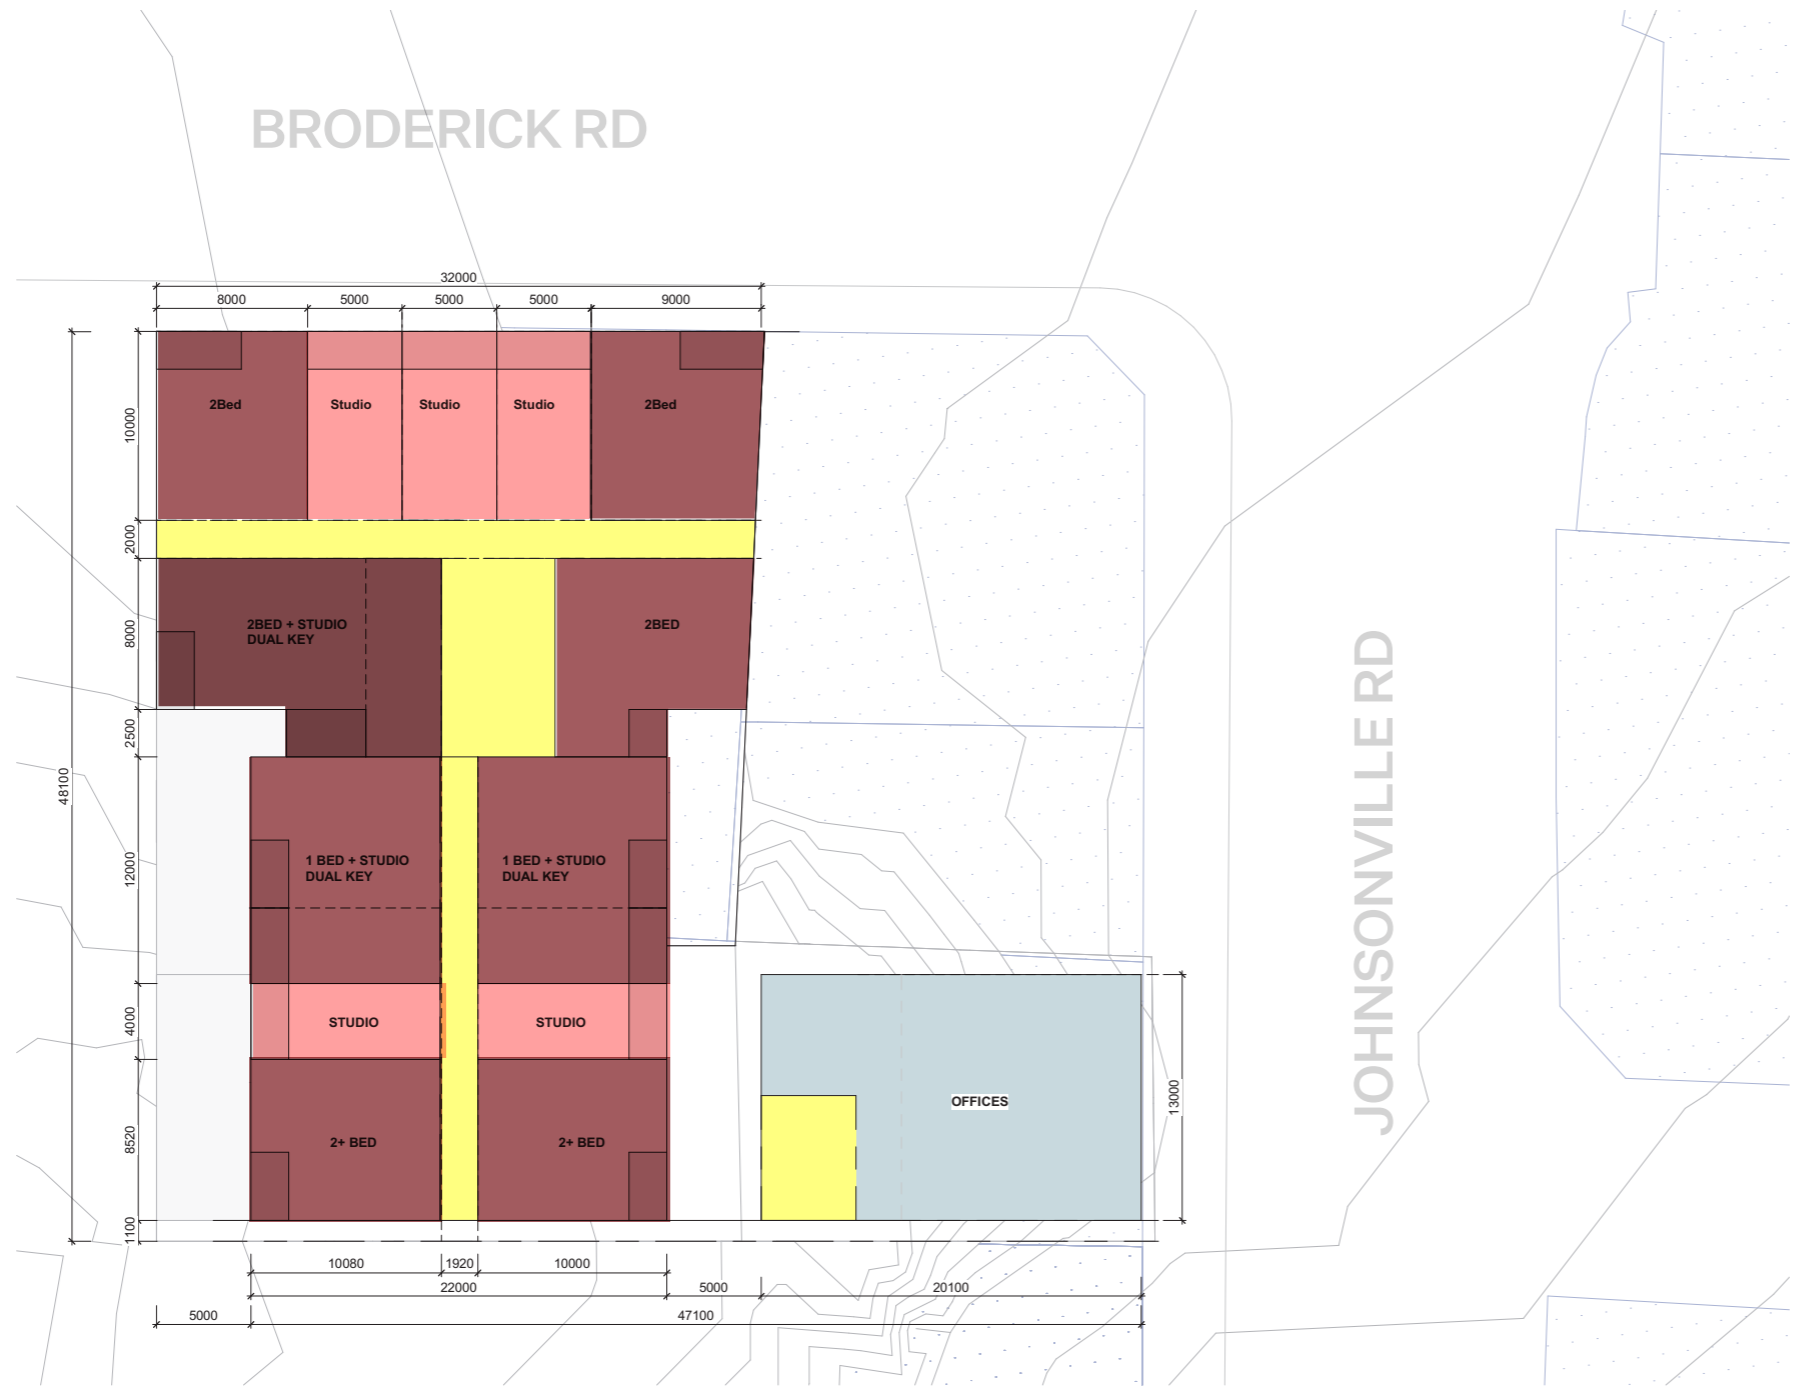 BRODERICK RD
32000
8000
5000
5000
5000
9000
10000
2Bed
Studio
Studio
Studio
2Bed
2000
8000
2BED + STUDIO
DUAL KEY
2BED
2500
48100
12000
1 BED + STUDIO
DUAL KEY
1 BED + STUDIO
DUAL KEY
JOHNSONVILLE RD
4000
STUDIO
STUDIO
8520
2+ BED
2+ BED
OFFICES
13000
1100
10080
1920
10000
22000
5000
20100
5000
47100